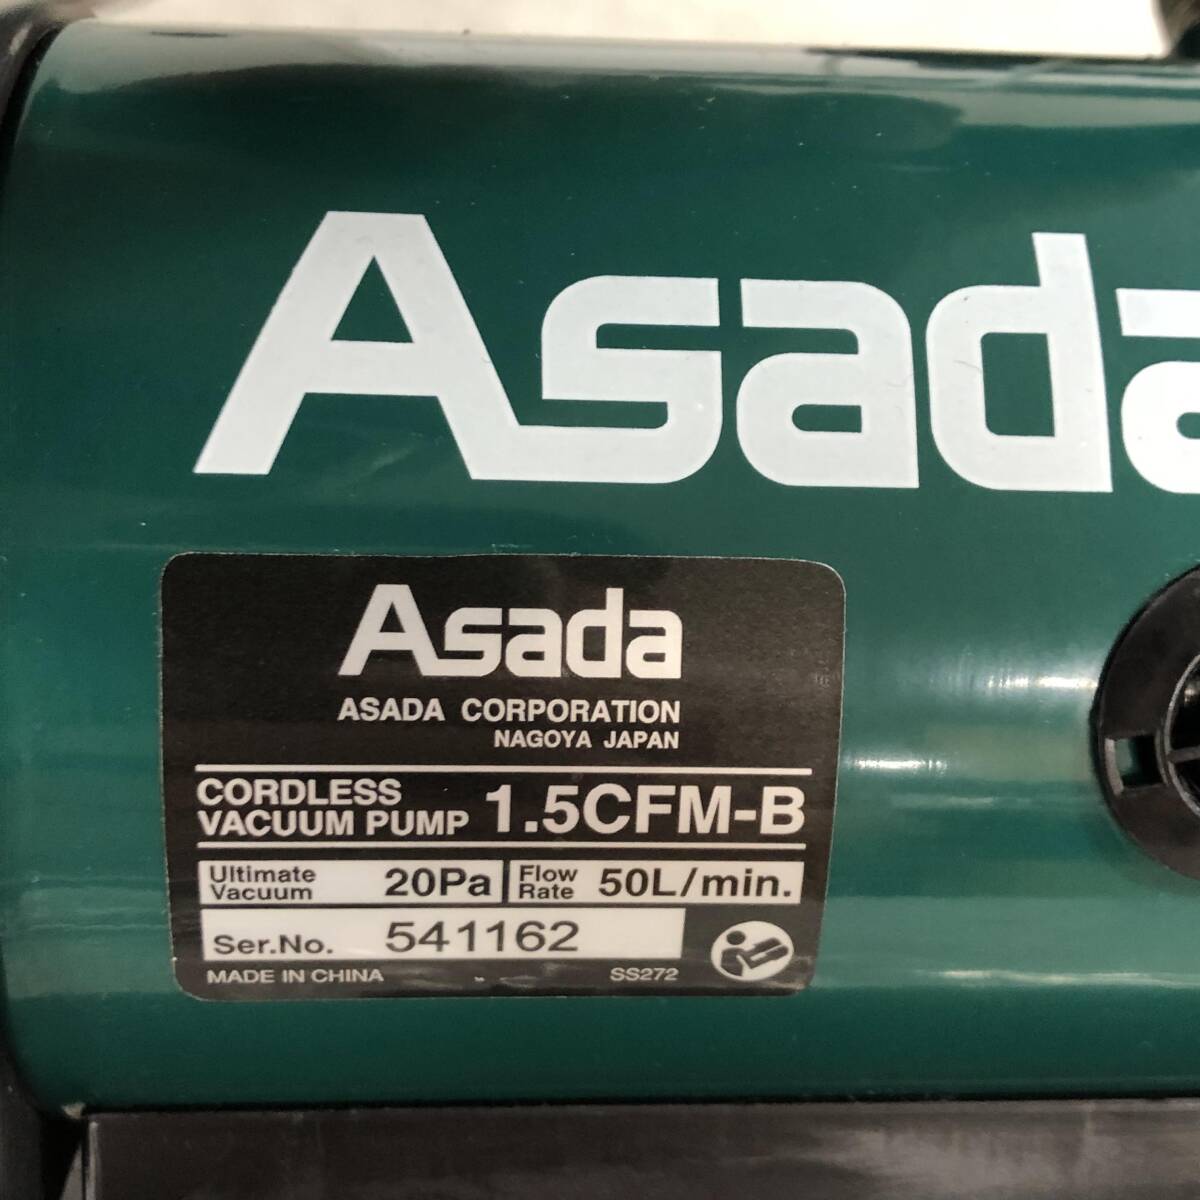 Asada
Asada
ASADA CORPORATION
NAGOYA JAPAN
CORDLESS
VACUUM PUMP 1.5CFM-B
Ultimate Vacuum 20Pa Flow Rate 50L/min.
Ser.No. 541162
MADE IN CHINA SS272